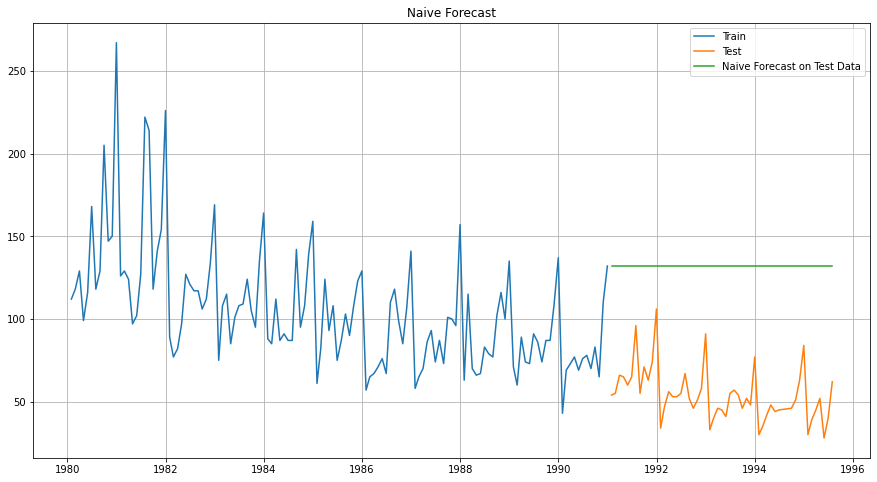 Naive Forecast
Train
Test
Naive Forecast on Test Data
250
200
150
100
50
1980 1982 1984 1986 1988 1990 1992 1994 1996